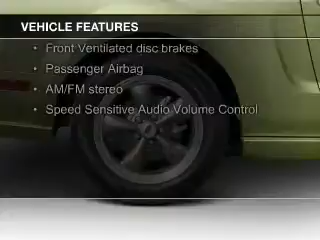 VEHICLE FEATURES
• Front Ventilated disc brakes
• Passenger Airbag
• AM/FM stereo
• Speed Sensitive Audio Volume Control